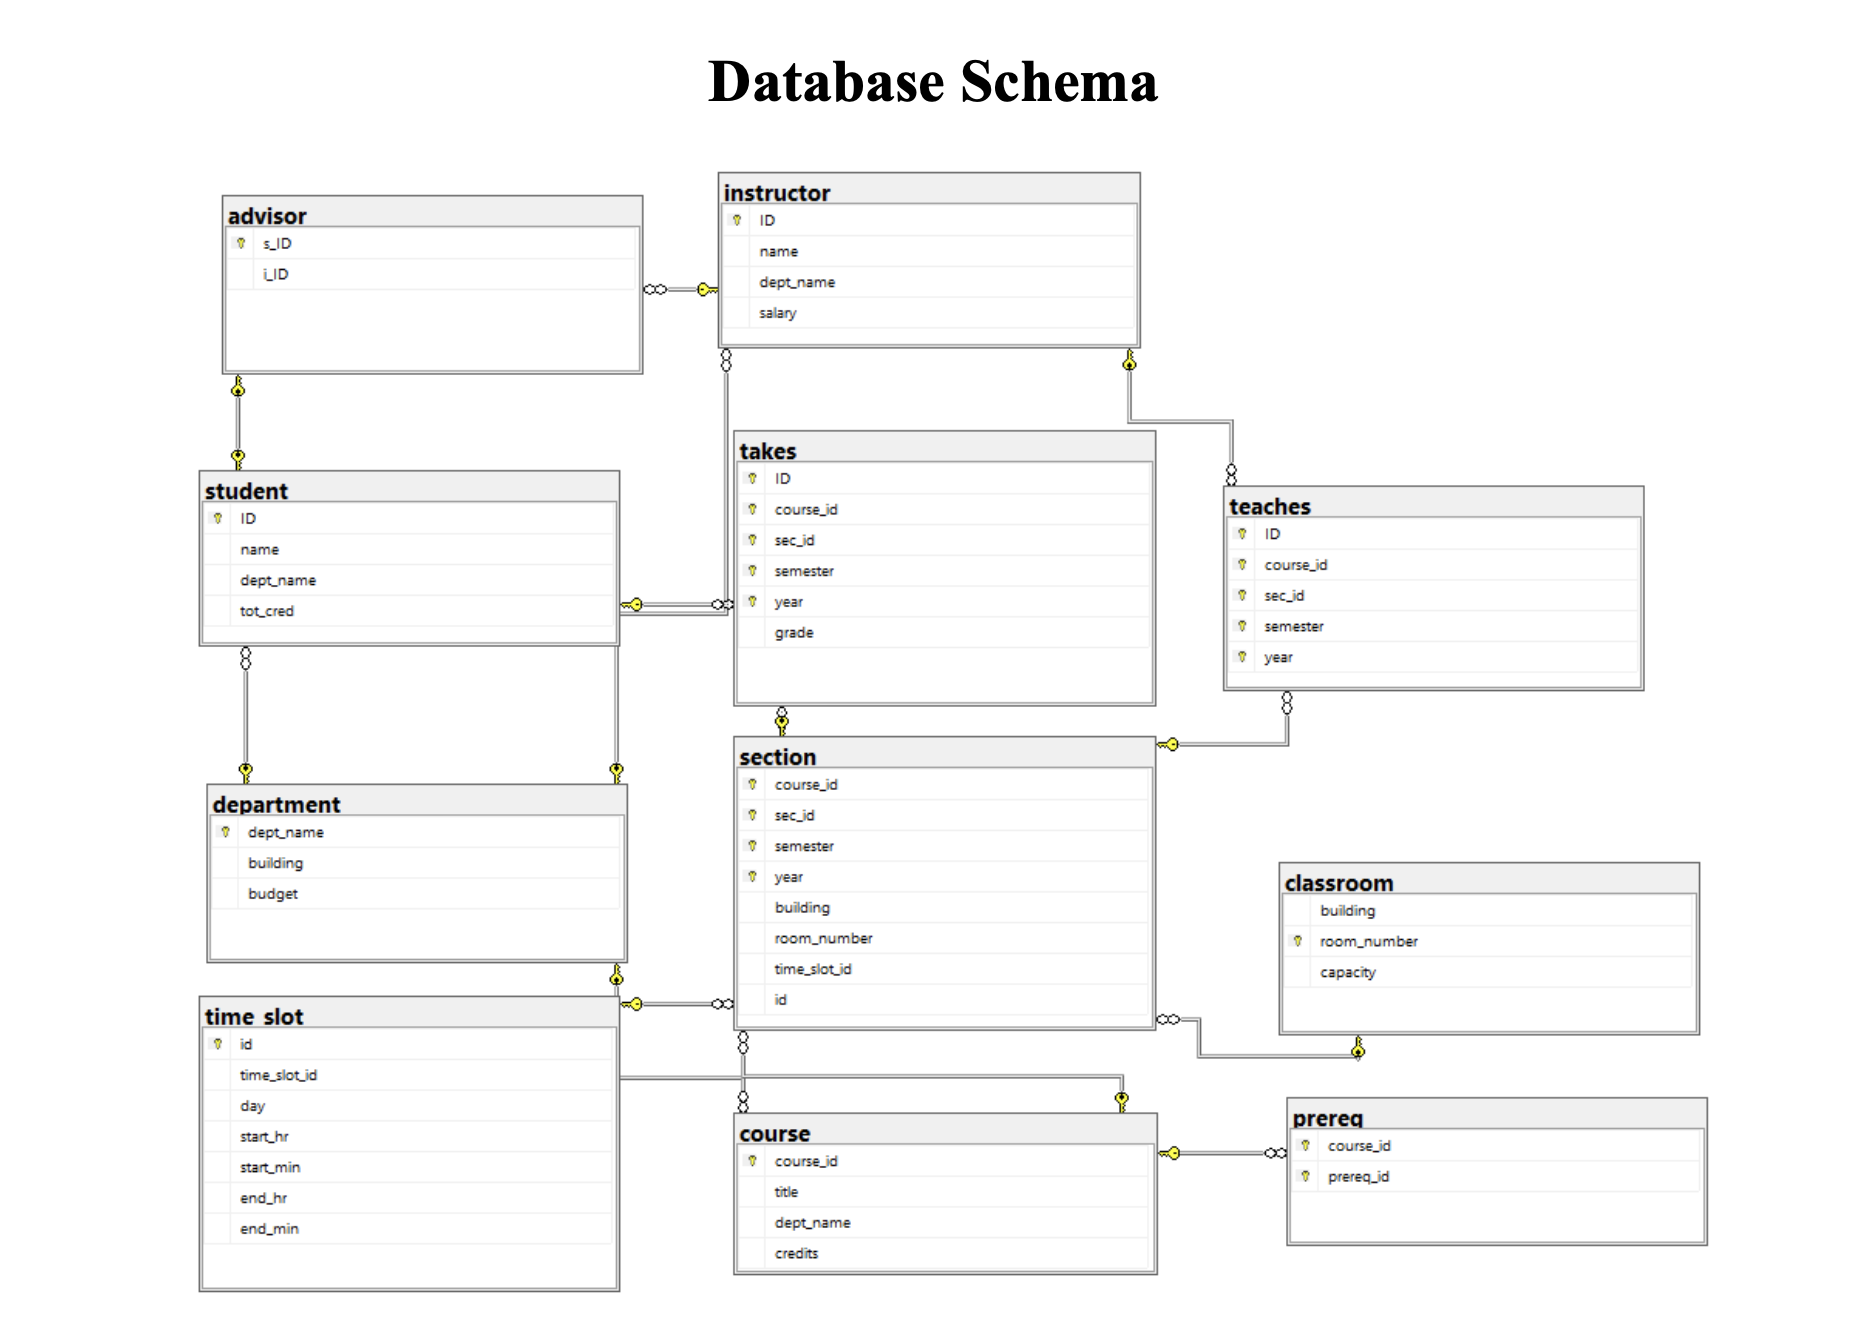 Database Schema
advisor
s_ID
i_ID
instructor
ID
name
dept_name
salary
student
ID
name
dept_name
tot_cred
takes
ID
course_id
sec_id
semester
year
grade
teaches
ID
course_id
sec_id
semester
year
department
dept_name
building
budget
section
course_id
sec_id
semester
year
building
room_number
time_slot_id
id
classroom
building
room_number
capacity
time_slot
id
time_slot_id
day
start_hr
start_min
end_hr
end_min
course
course_id
title
dept_name
credits
prereq
course_id
prereq_id